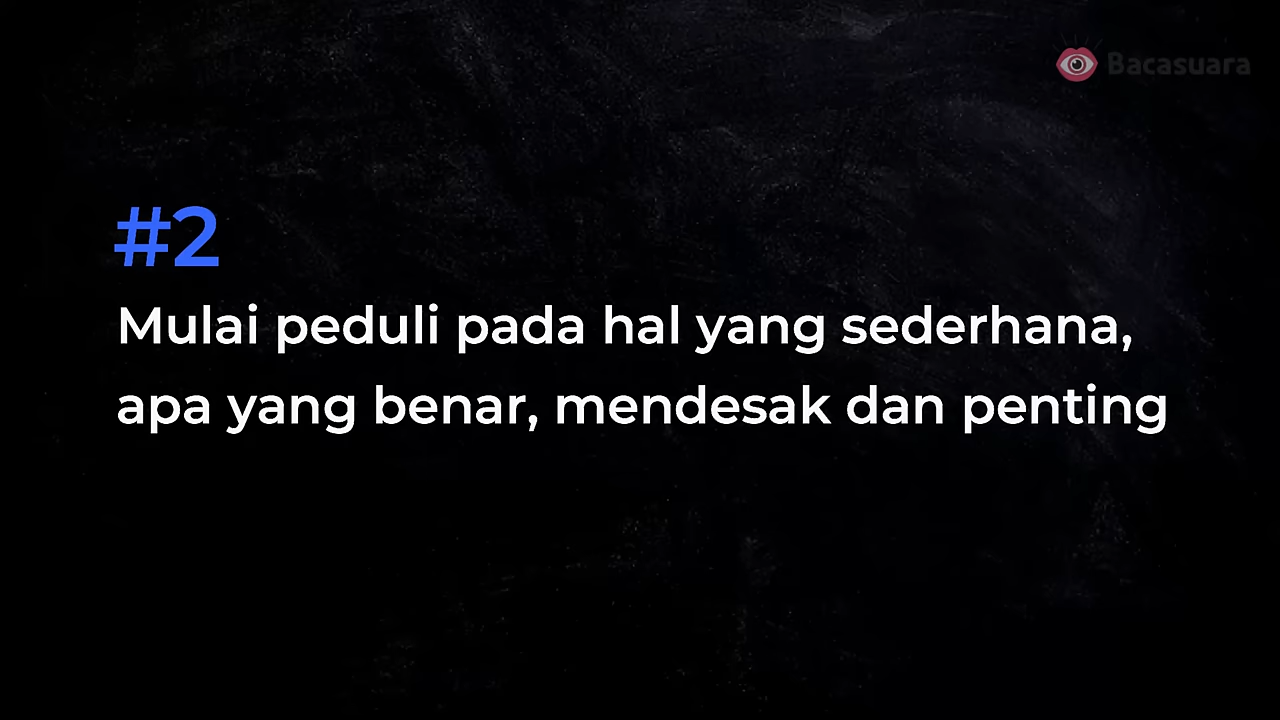 Bacasuara
#2
Mulai peduli pada hal yang sederhana,
apa yang benar, mendesak dan penting